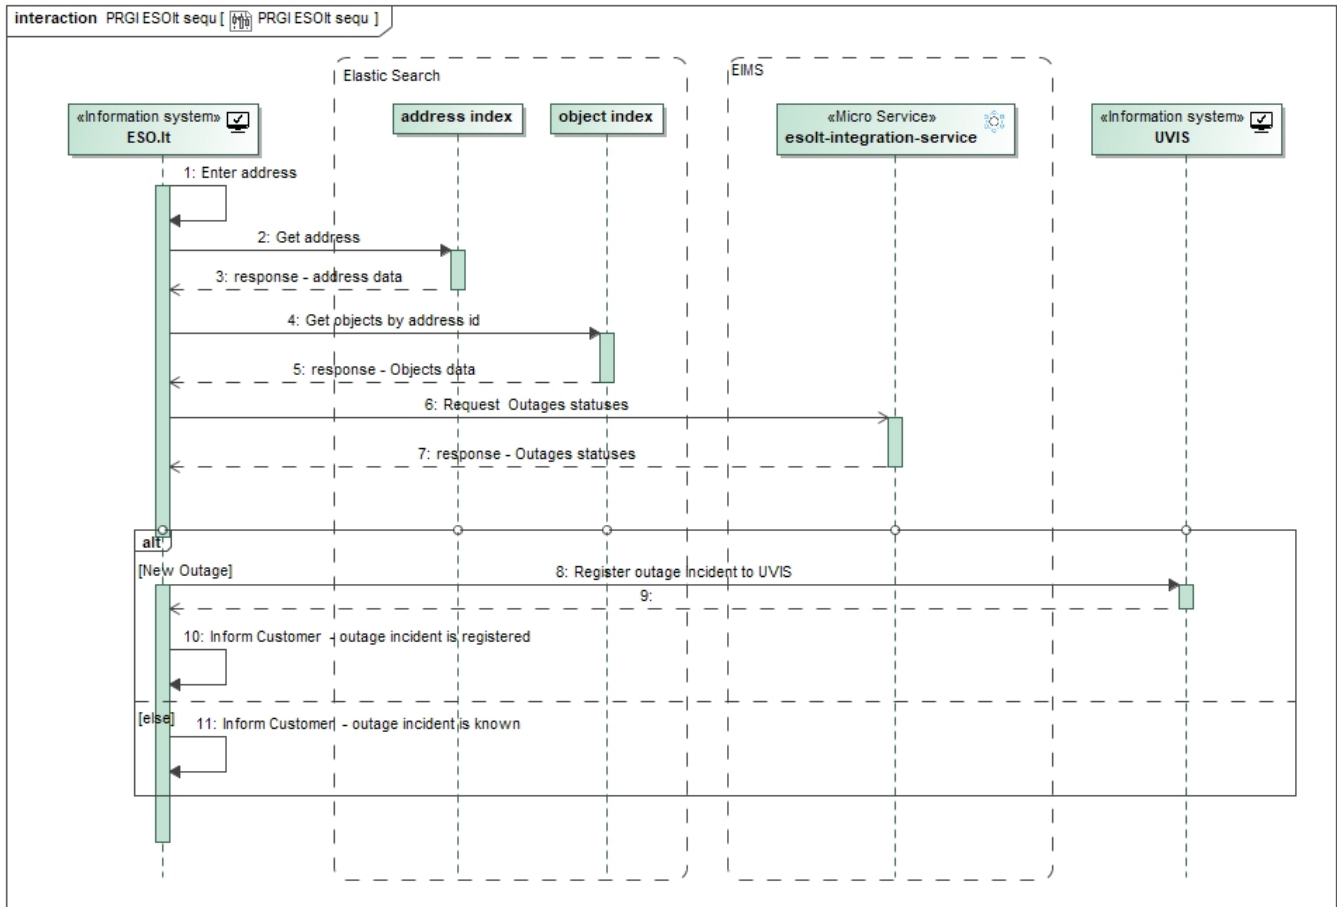 interaction PRGI ESOlt sequ [ PRGI ESOlt sequ ]
Elastic Search
EIMS
«Information system»
ESO.lt
address index
object index
«Micro Service»
esolt-integration-service
«Information system»
UVIS
1: Enter address
2: Get address
3: response - address data
4: Get objects by address id
5: response - Objects data
6: Request Outages statuses
7: response - Outages statuses
alt
[New Outage]
8: Register outage incident to UVIS
9:
10: Inform Customer - outage incident is registered
[else]
11: Inform Customer - outage incident is known